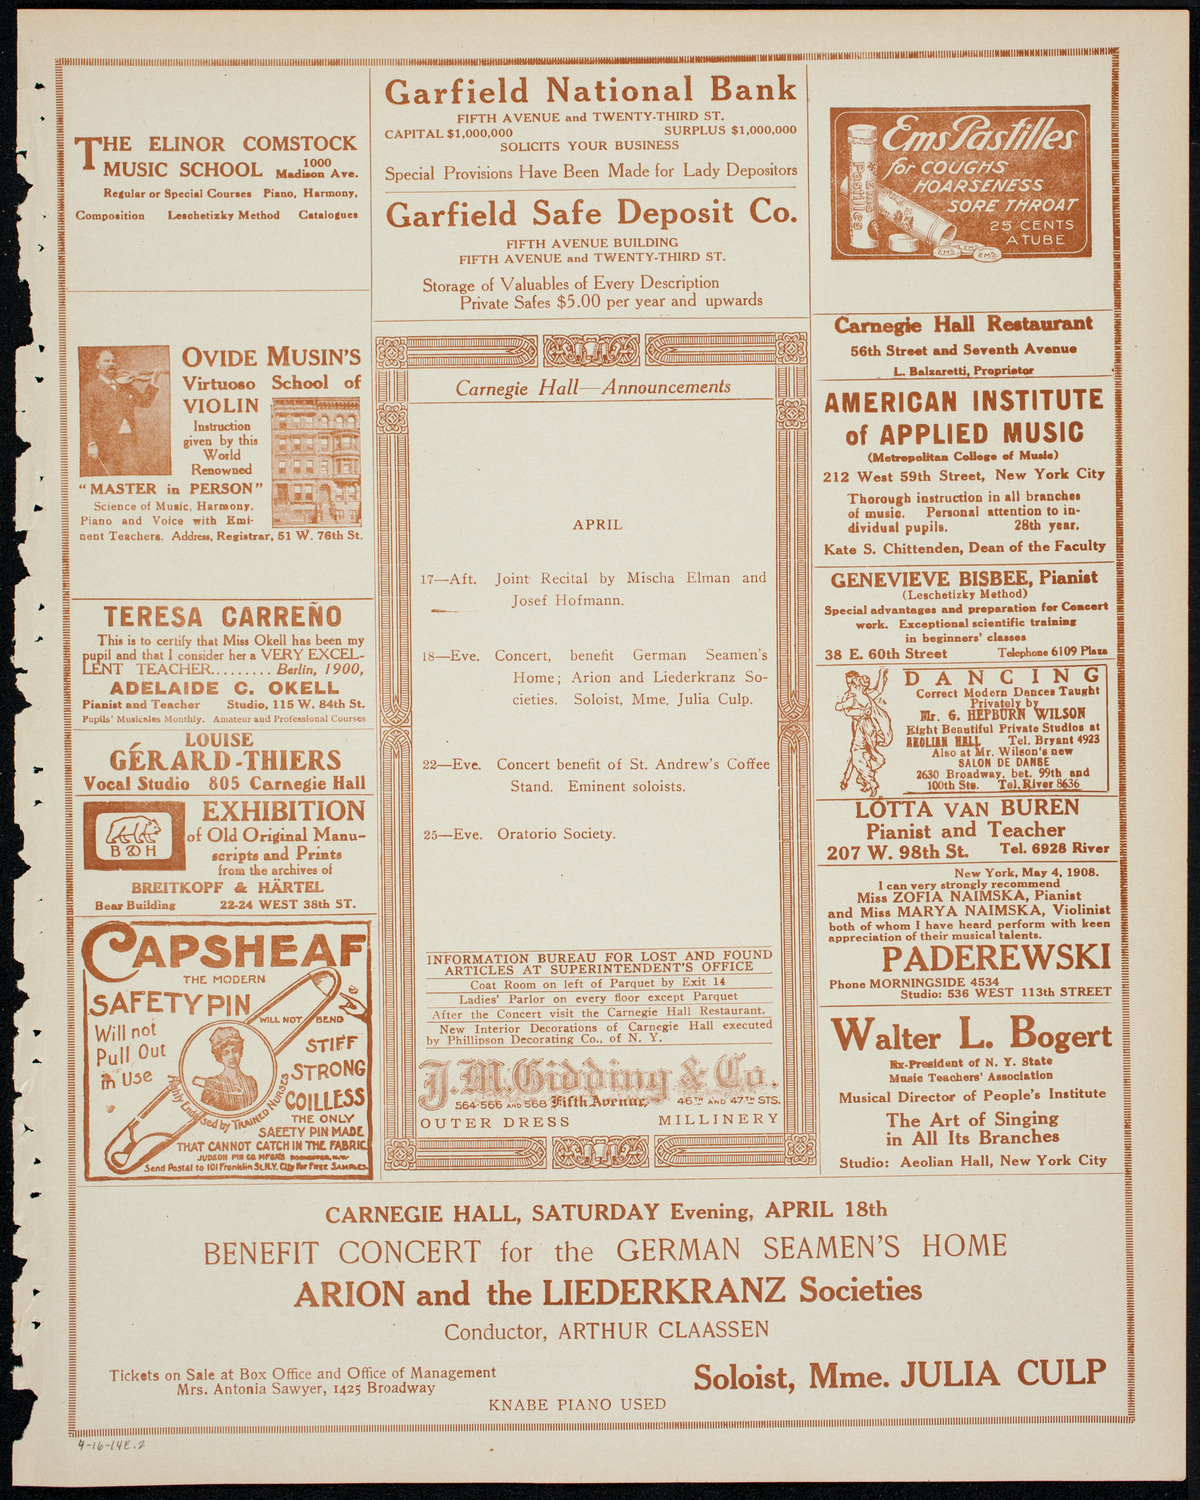 THE ELINOR COMSTOCK
MUSIC SCHOOL 1000 Madison Ave.
Regular or Special Courses Piano, Harmony,
Composition Leschetizky Method Catalogues
OVIDE MUSIN'S
Virtuoso School of
VIOLIN
Instruction
given by this
World
Renowned
"MASTER in PERSON"
Science of Music, Harmony,
Piano and Voice with Emi-
nent Teachers. Address, Registrar, 51 W. 76th St.
TERESA CARREÑO
This is to certify that Miss Okell has been my
pupil and that I consider her a VERY EXCEL-
LENT TEACHER......... Berlin, 1900,
ADELAIDE C. OKELL
Pianist and Teacher Studio, 115 W. 84th St.
Pupils' Musicales Monthly. Amateur and Professional Courses
LOUISE
GÉRARD-THIERS
Vocal Studio 805 Carnegie Hall
B & H
EXHIBITION
of Old Original Manu-
scripts and Prints
from the archives of
BREITKOPF & HÄRTEL
Bear Building 22-24 WEST 38th ST.
CAPSHEAF
THE MODERN
SAFETY PIN
WILL NOT BEND
Will not
Pull Out
in Use
STIFF
STRONG
COILLESS
Highly Endorsed by TRAINED NURSES
THE ONLY
SAFETY PIN MADE
THAT CANNOT CATCH IN THE FABRIC
JUDSON PIN CO. MFGRS. ROCHESTER, N.Y.
Send Postal to 101 Franklin St. N.Y. City for FREE SAMPLES
Garfield National Bank
FIFTH AVENUE and TWENTY-THIRD ST.
CAPITAL $1,000,000 SURPLUS $1,000,000
SOLICITS YOUR BUSINESS
Special Provisions Have Been Made for Lady Depositors
Garfield Safe Deposit Co.
FIFTH AVENUE BUILDING
FIFTH AVENUE and TWENTY-THIRD ST.
Storage of Valuables of Every Description
Private Safes $5.00 per year and upwards
Carnegie Hall—Announcements
APRIL
17—Aft. Joint Recital by Mischa Elman and
Josef Hofmann.
18—Eve. Concert, benefit German Seamen's
Home; Arion and Liederkranz So-
cieties. Soloist, Mme. Julia Culp.
22—Eve. Concert benefit of St. Andrew's Coffee
Stand. Eminent soloists.
25—Eve. Oratorio Society.
INFORMATION BUREAU FOR LOST AND FOUND
ARTICLES AT SUPERINTENDENT'S OFFICE
Coat Room on left of Parquet by Exit 14
Ladies' Parlor on every floor except Parquet
After the Concert visit the Carnegie Hall Restaurant.
New Interior Decorations of Carnegie Hall executed
by Phillipson Decorating Co., of N. Y.
J. M. Gidding & Co.
564-566 AND 568 Fifth Avenue, 46TH AND 47TH STS.
OUTER DRESS MILLINERY
Ems Pastilles
for COUGHS
HOARSENESS
SORE THROAT
25 CENTS
A TUBE
Carnegie Hall Restaurant
56th Street and Seventh Avenue
L. Balzaretti, Proprietor
AMERICAN INSTITUTE
of APPLIED MUSIC
(Metropolitan College of Music)
212 West 59th Street, New York City
Thorough instruction in all branches
of music. Personal attention to in-
dividual pupils. 28th year.
Kate S. Chittenden, Dean of the Faculty
GENEVIEVE BISBEE, Pianist
(Leschetizky Method)
Special advantages and preparation for Concert
work. Exceptional scientific training
in beginners' classes
38 E. 60th Street Telephone 6109 Plaza
DANCING
Correct Modern Dances Taught
Privately by
Mr. G. HEPBURN WILSON
Eight Beautiful Private Studios at
AEOLIAN HALL Tel. Bryant 4923
Also at Mr. Wilson's new
SALON DE DANSE
2630 Broadway, bet. 99th and
100th Sts. Tel. River 8636
LOTTA VAN BUREN
Pianist and Teacher
207 W. 98th St. Tel. 6928 River
New York, May 4, 1908.
I can very strongly recommend
Miss ZOFIA NAIMSKA, Pianist
and Miss MARYA NAIMSKA, Violinist
both of whom I have heard perform with keen
appreciation of their musical talents.
PADEREWSKI
Phone MORNINGSIDE 4534
Studio: 536 WEST 113th STREET
Walter L. Bogert
Ex-President of N. Y. State
Music Teachers' Association
Musical Director of People's Institute
The Art of Singing
in All Its Branches
Studio: Aeolian Hall, New York City
CARNEGIE HALL, SATURDAY Evening, APRIL 18th
BENEFIT CONCERT for the GERMAN SEAMEN'S HOME
ARION and the LIEDERKRANZ Societies
Conductor, ARTHUR CLAASSEN
Tickets on Sale at Box Office and Office of Management
Mrs. Antonia Sawyer, 1425 Broadway
Soloist, Mme. JULIA CULP
KNABE PIANO USED
4-16-14E.2